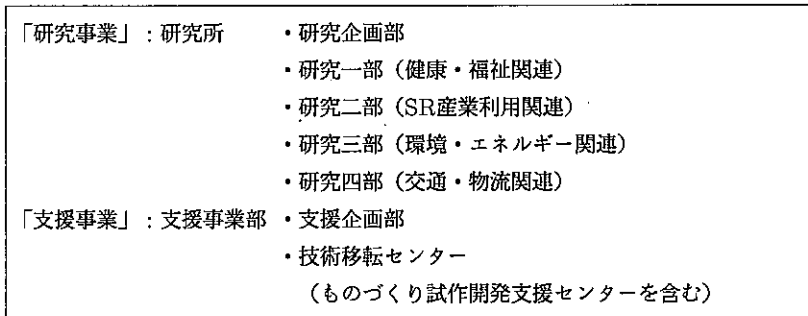 「研究事業」：研究所　・研究企画部
・研究一部（健康・福祉関連）
・研究二部（SR産業利用関連）
・研究三部（環境・エネルギー関連）
・研究四部（交通・物流関連）
「支援事業」：支援事業部　・支援企画部
・技術移転センター
（ものづくり試作開発支援センターを含む）